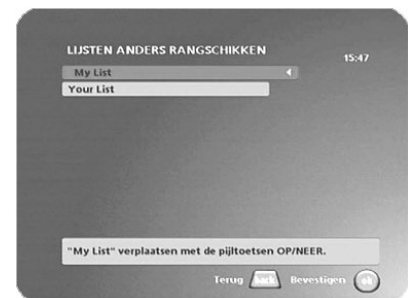 LIJSTEN ANDERS RANGSCHIKKEN
15:47
My List
Your List
"My List" verplaatsen met de pijltoetsen OP/NEER.
Terug back Bevestigen ok